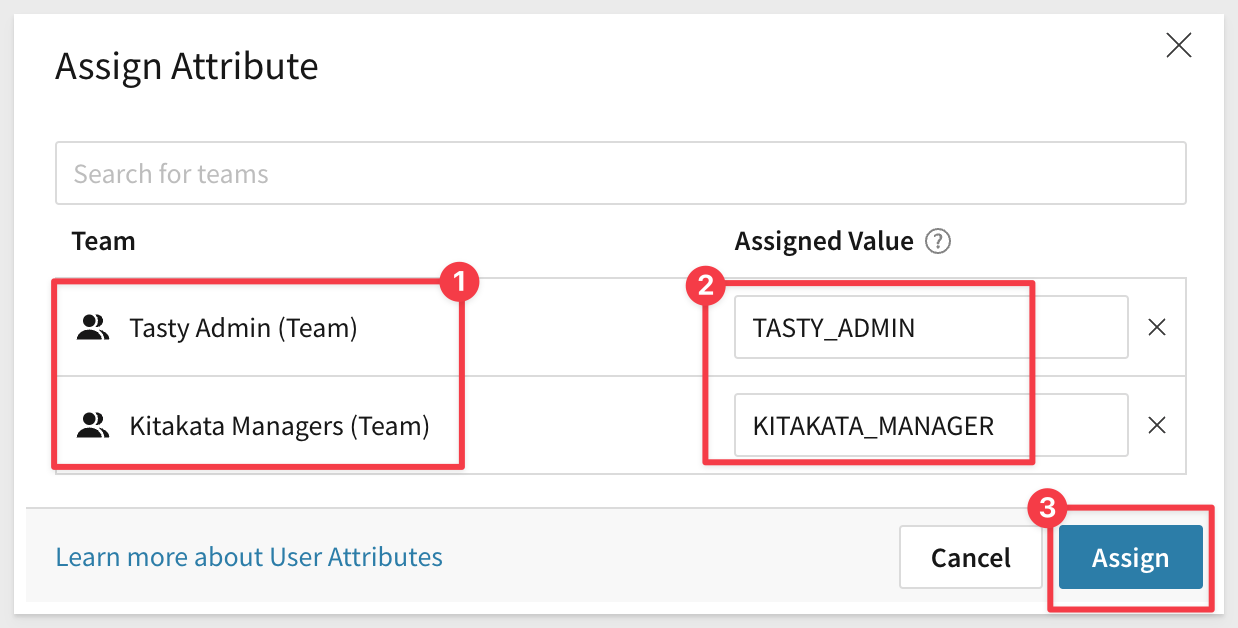 Assign Attribute
Search for teams
Team Assigned Value ?
1 2
Tasty Admin (Team) TASTY_ADMIN
Kitakata Managers (Team) KITAKATA_MANAGER
3
Learn more about User Attributes Cancel Assign